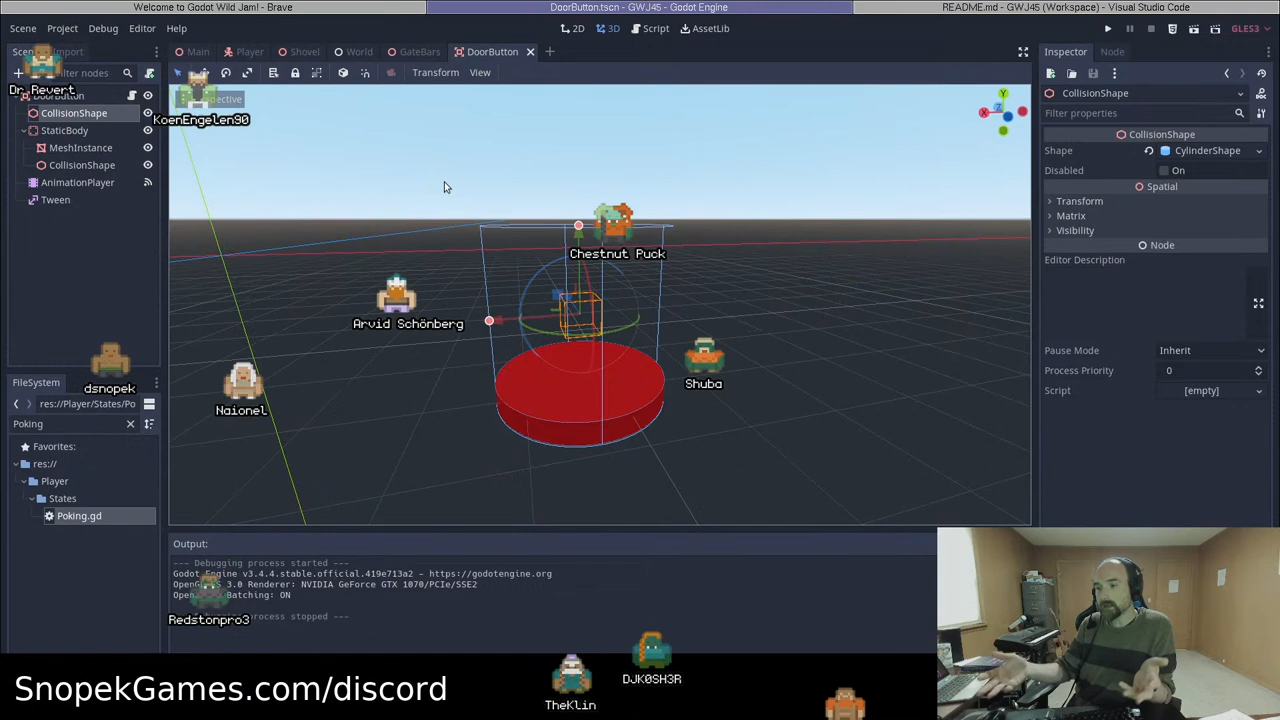 Welcome to Godot Wild Jam! - Brave
DoorButton.tscn - GWJ45 - Godot Engine
README.md - GWJ45 (Workspace) - Visual Studio Code
Scene Project Debug Editor Help
2D 3D Script AssetLib
GLES3
Import
Main Player Shovel World GateBars DoorButton
Inspector Node
filter nodes
Transform View
Dr. Revert
DoorButton
CollisionShape
KoenEngelen90
StaticBody
MeshInstance
CollisionShape
AnimationPlayer
Tween
X
Y
Z
CollisionShape
Filter properties
CollisionShape
Shape CylinderShape
Disabled On
Spatial
Transform
Matrix
Visibility
Node
Editor Description
Pause Mode Inherit
Process Priority 0
Script [empty]
Chestnut Puck
Arvid Schönberg
Shuba
Naionel
dsnopek
FileSystem
res://Player/States/Po
Poking
Favorites:
res://
Player
States
Poking.gd
Output:
--- Debugging process started ---
Godot Engine v3.4.4.stable.official.419e713a2 - https://godotengine.org
3.0 Renderer: NVIDIA GeForce GTX 1070/PCIe/SSE2
Batching: ON
process stopped ---
Redstonpro3
DJK0SH3R
TheKlin
SnopekGames.com/discord